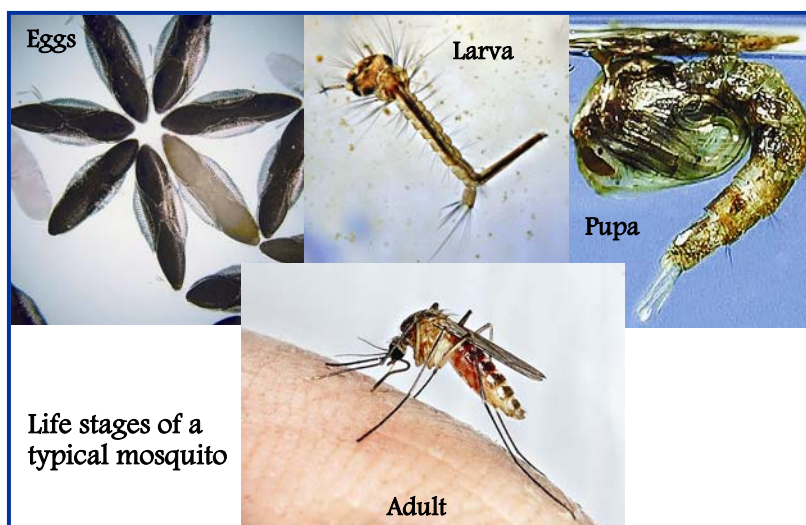 Eggs
Larva
Pupa
Adult
Life stages of a
typical mosquito